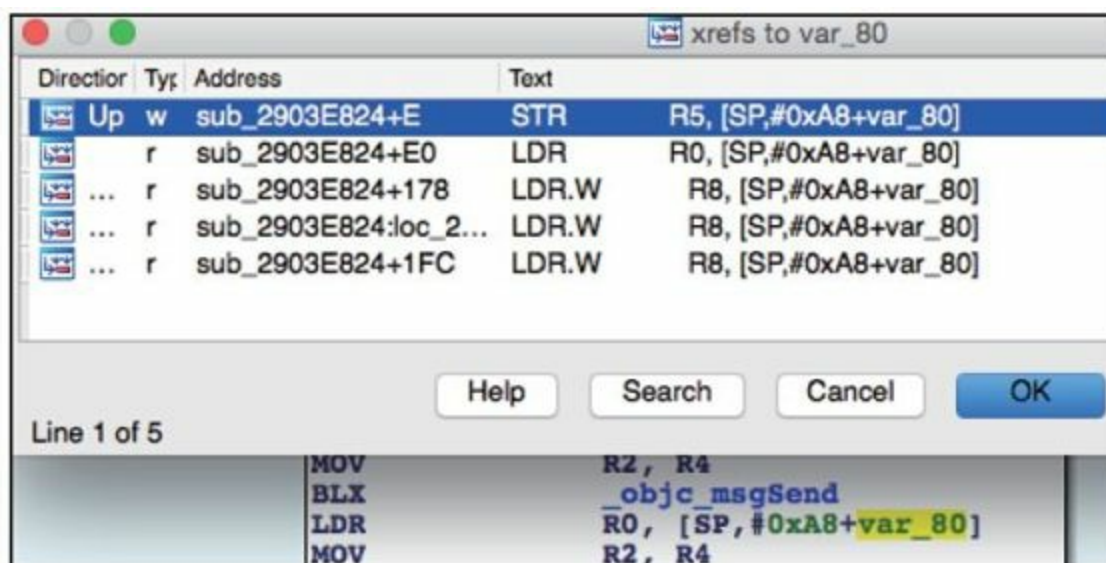 xrefs to var_80
Direction Typ Address Text
Up w sub_2903E824+E STR R5, [SP,#0xA8+var_80]
r sub_2903E824+E0 LDR R0, [SP,#0xA8+var_80]
... r sub_2903E824+178 LDR.W R8, [SP,#0xA8+var_80]
... r sub_2903E824:loc_2... LDR.W R8, [SP,#0xA8+var_80]
... r sub_2903E824+1FC LDR.W R8, [SP,#0xA8+var_80]
Help Search Cancel OK
Line 1 of 5
MOV R2, R4
BLX _objc_msgSend
LDR R0, [SP,#0xA8+var_80]
MOV R2, R4